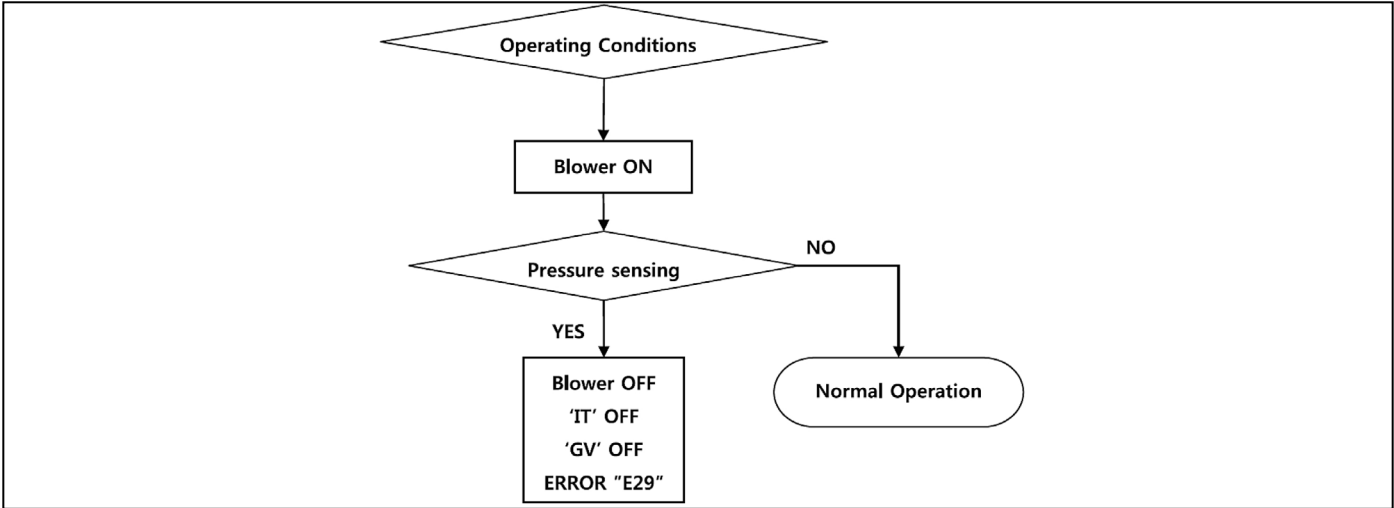 Operating Conditions
Blower ON
Pressure sensing
NO
YES
Blower OFF
‘IT’ OFF
‘GV’ OFF
ERROR ”E29”
Normal Operation